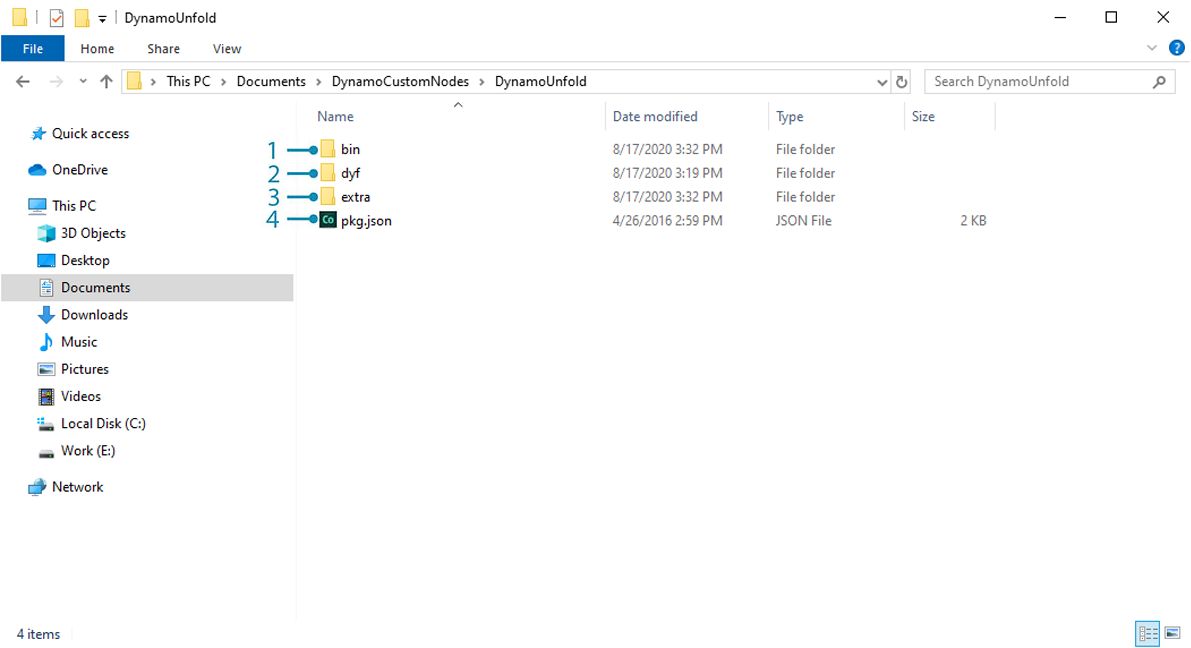 DynamoUnfold
File Home Share View ?
This PC Documents DynamoCustomNodes DynamoUnfold Search DynamoUnfold
Name Date modified Type Size
Quick access
OneDrive
This PC
3D Objects
Desktop
Documents
Downloads
Music
Pictures
Videos
Local Disk (C:)
Work (E:)
Network
1 bin 8/17/2020 3:32 PM File folder
2 dyf 8/17/2020 3:19 PM File folder
3 extra 8/17/2020 3:32 PM File folder
4 Co pkg.json 4/26/2016 2:59 PM JSON File 2 KB
4 items